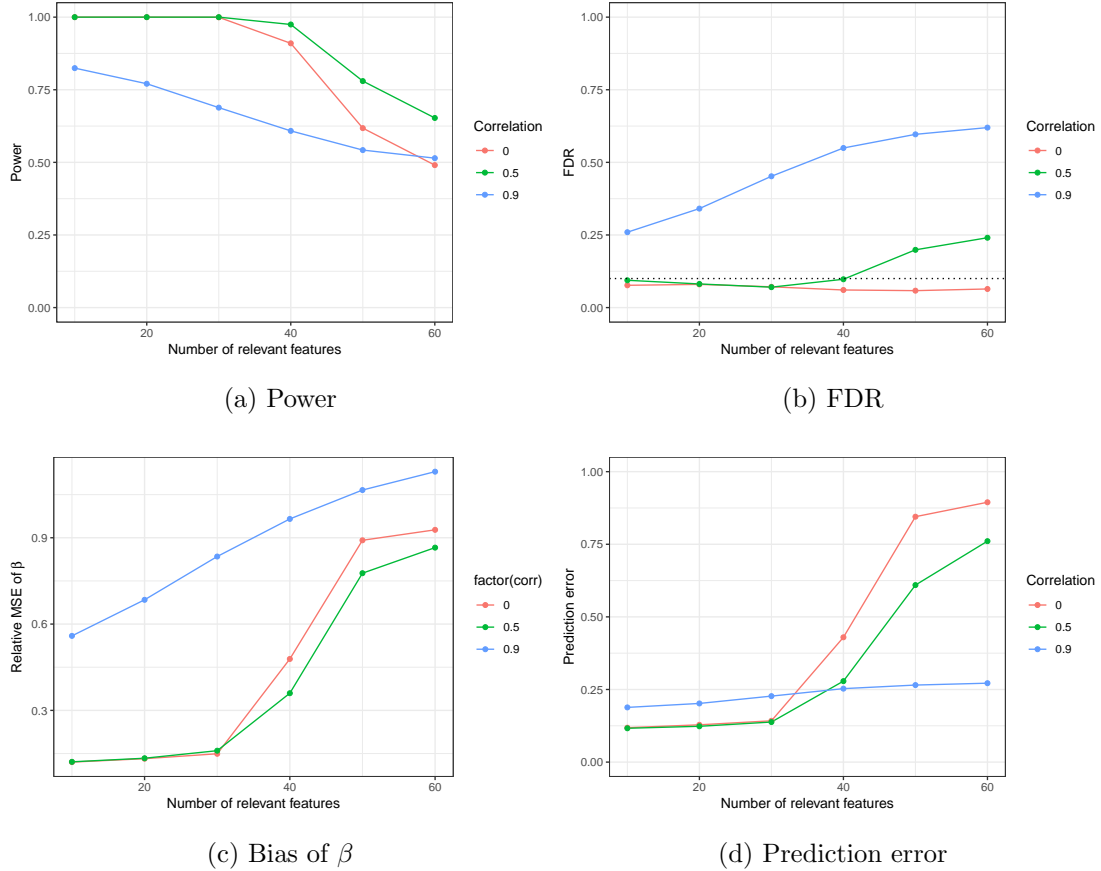 1.00
0.75
0.50
0.25
0.00
Power
20
40
60
Number of relevant features
Correlation
0
0.5
0.9
(a) Power
1.00
0.75
0.50
0.25
0.00
FDR
20
40
60
Number of relevant features
Correlation
0
0.5
0.9
(b) FDR
0.9
0.6
0.3
Relative MSE of β
20
40
60
Number of relevant features
factor(corr)
0
0.5
0.9
(c) Bias of β
1.00
0.75
0.50
0.25
0.00
Prediction error
20
40
60
Number of relevant features
Correlation
0
0.5
0.9
(d) Prediction error